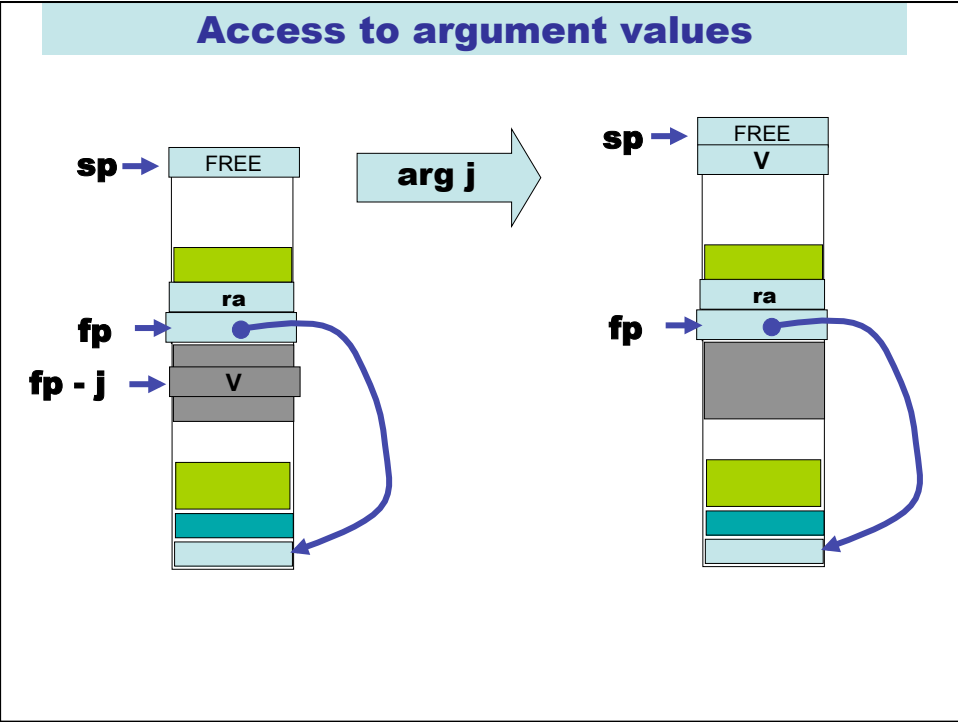 Access to argument values
sp
FREE
ra
fp
fp - j
V
arg j
sp
FREE
V
ra
fp